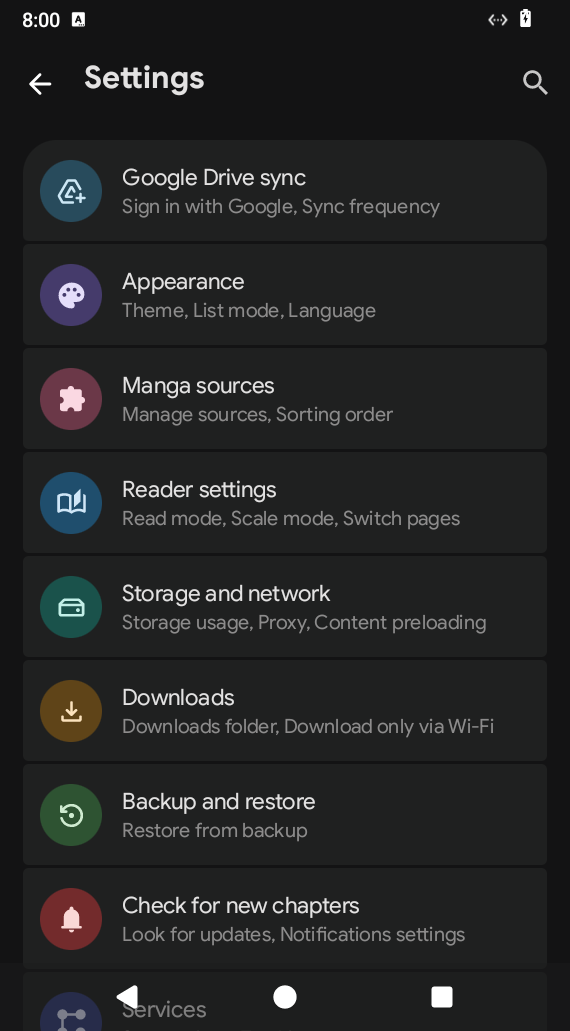 8:00
Settings
Google Drive sync
Sign in with Google, Sync frequency
Appearance
Theme, List mode, Language
Manga sources
Manage sources, Sorting order
Reader settings
Read mode, Scale mode, Switch pages
Storage and network
Storage usage, Proxy, Content preloading
Downloads
Downloads folder, Download only via Wi-Fi
Backup and restore
Restore from backup
Check for new chapters
Look for updates, Notifications settings
Services